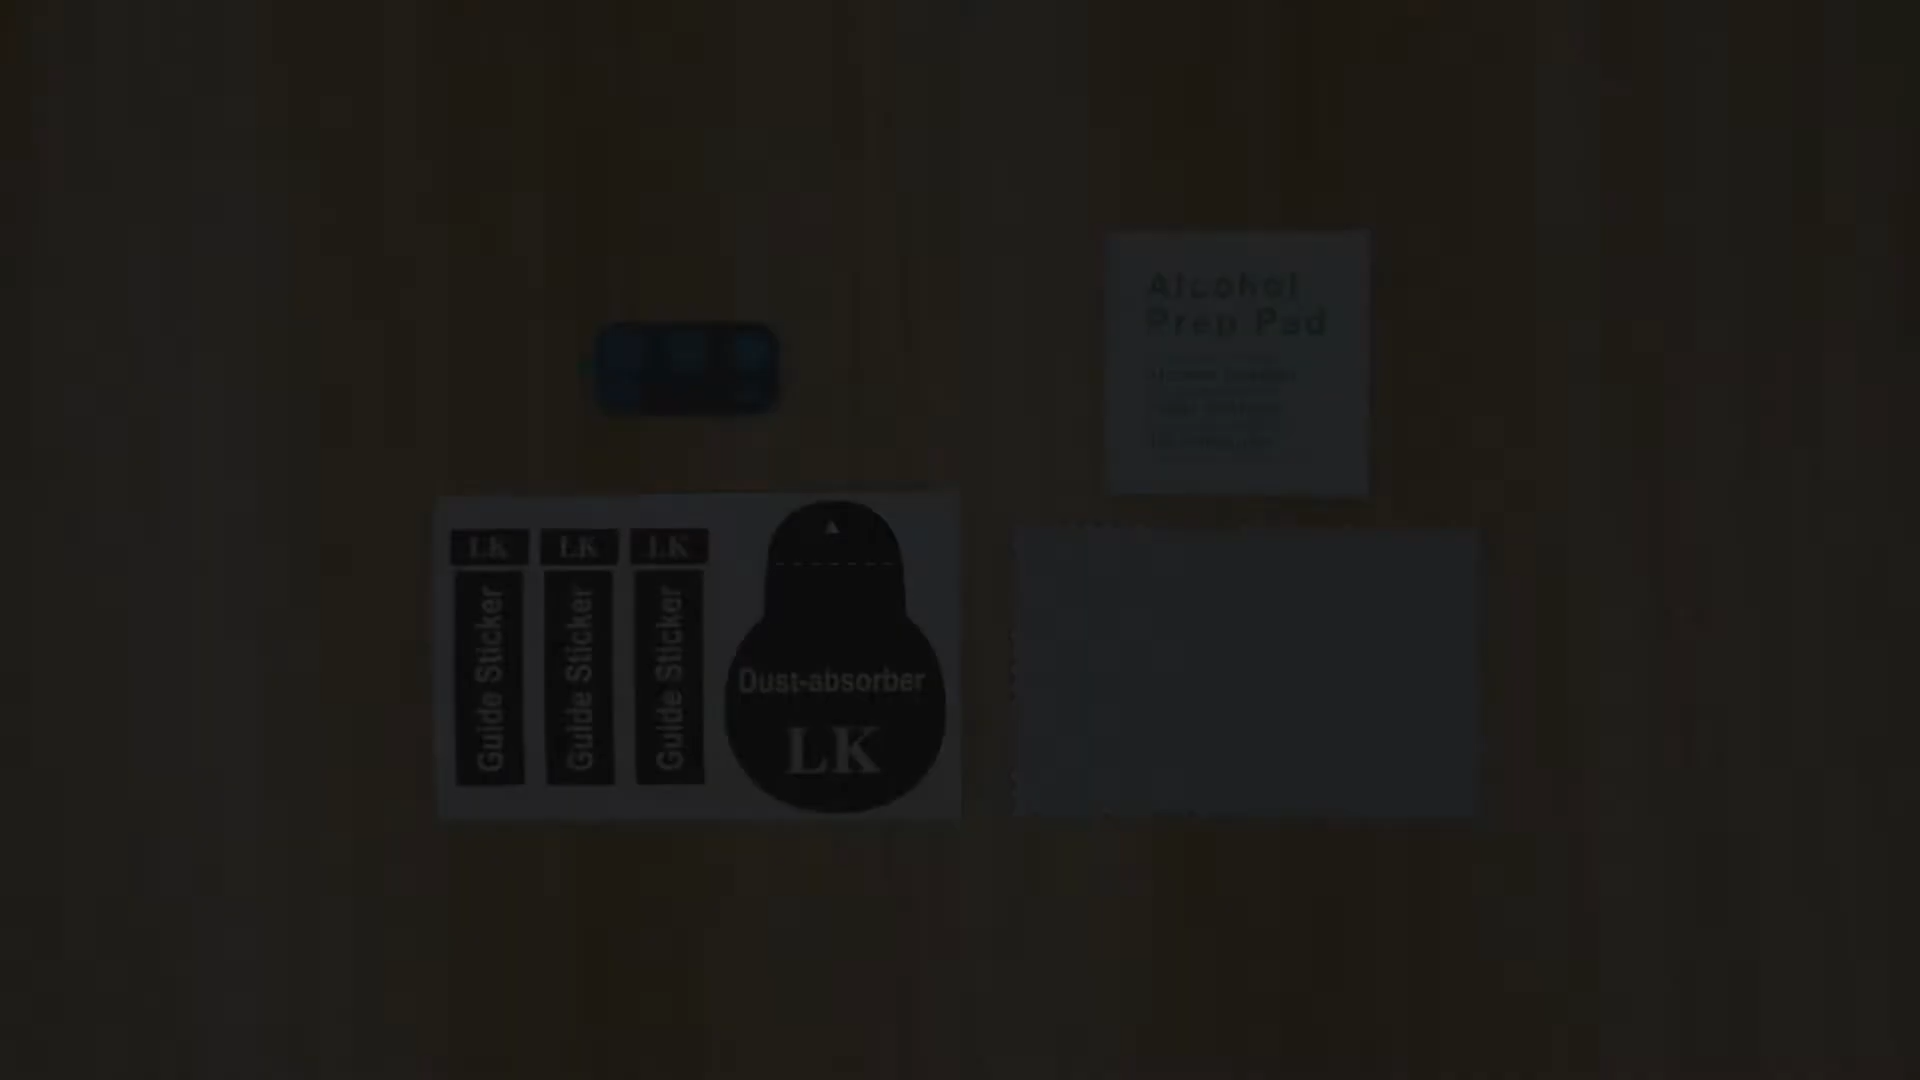 Alcohol
Prep Pad
LK LK LK
Guide Sticker
Guide Sticker
Guide Sticker
Dust-absorber
LK